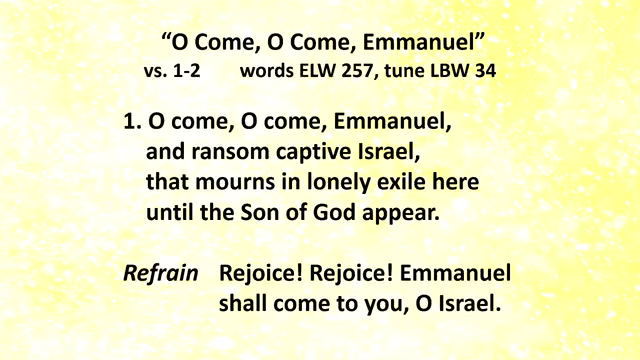 “O Come, O Come, Emmanuel”
vs. 1-2 words ELW 257, tune LBW 34
1. O come, O come, Emmanuel,
and ransom captive Israel,
that mourns in lonely exile here
until the Son of God appear.
Refrain Rejoice! Rejoice! Emmanuel
shall come to you, O Israel.